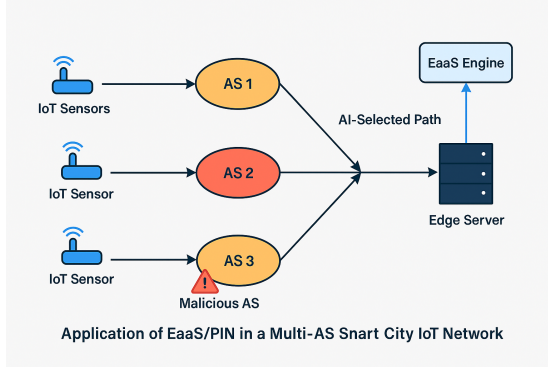 EaaS Engine
IoT Sensors
AS 1
AI-Selected Path
IoT Sensor
AS 2
Edge Server
IoT Sensor
AS 3
!
Malicious AS
Application of EaaS/PIN in a Multi-AS Snart City IoT Network